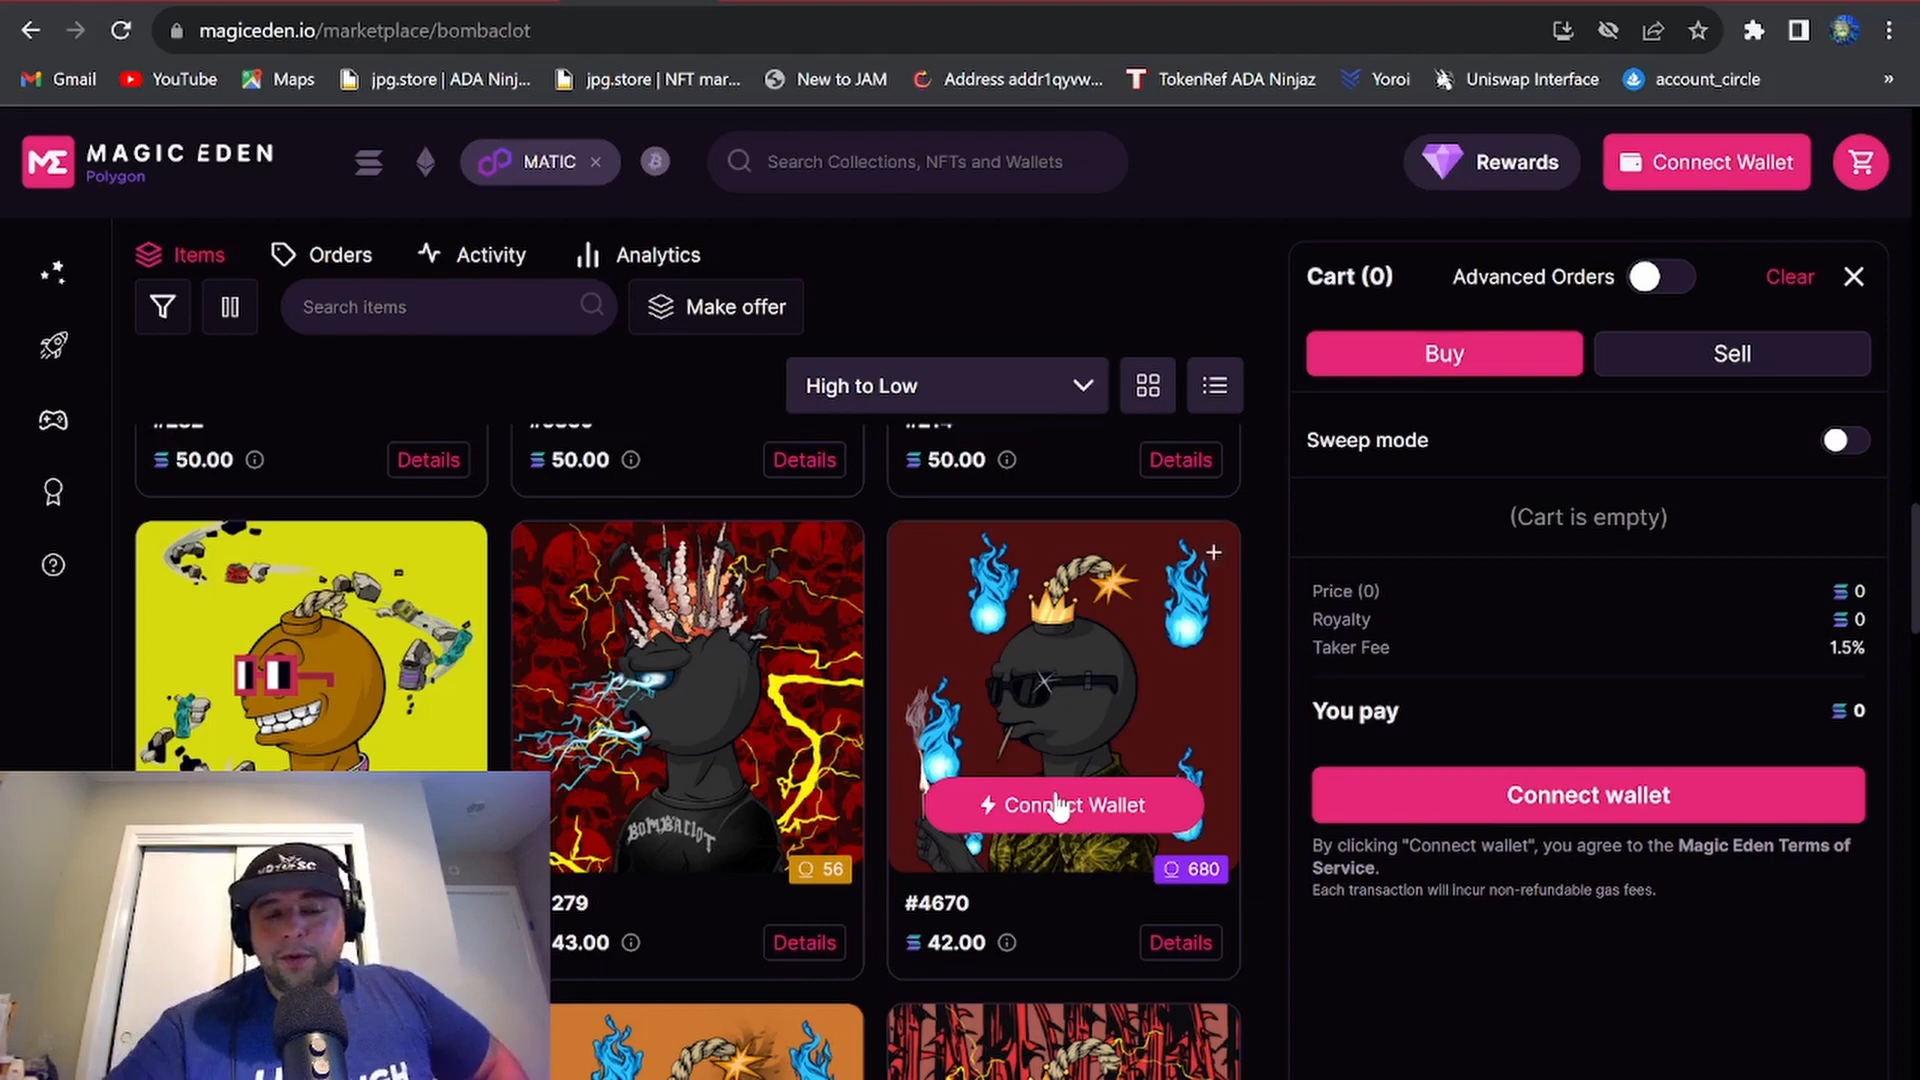 magiceden.io/marketplace/bombaclot
Gmail
YouTube
Maps
jpg.store | ADA Ninj...
jpg.store | NFT mar...
New to JAM
Address addr1qyvw...
TokenRef ADA Ninjaz
Yoroi
Uniswap Interface
account_circle
»
ME
MAGIC EDEN
Polygon
MATIC
Search Collections, NFTs and Wallets
Rewards
Connect Wallet
Items
Orders
Activity
Analytics
Search items
Make offer
High to Low
50.00
Details
50.00
Details
50.00
Details
BOMBACLOT
56
279
43.00
Details
Connect Wallet
680
#4670
42.00
Details
Cart (0)
Advanced Orders
Clear
Buy
Sell
Sweep mode
(Cart is empty)
Price (0)
0
Royalty
0
Taker Fee
1.5%
You pay
0
Connect wallet
By clicking "Connect wallet", you agree to the Magic Eden Terms of
Service.
Each transaction will incur non-refundable gas fees.